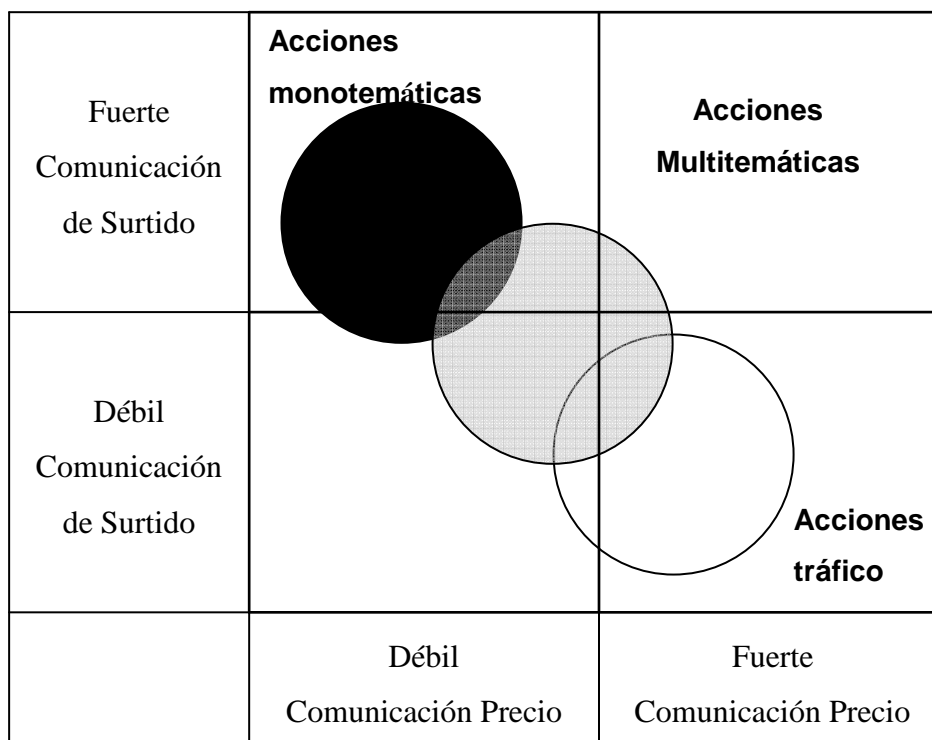 Acciones
monotemáticas
Fuerte
Comunicación
de Surtido
Acciones
Multitemáticas
Débil
Comunicación
de Surtido
Acciones
tráfico
Débil
Comunicación Precio
Fuerte
Comunicación Precio